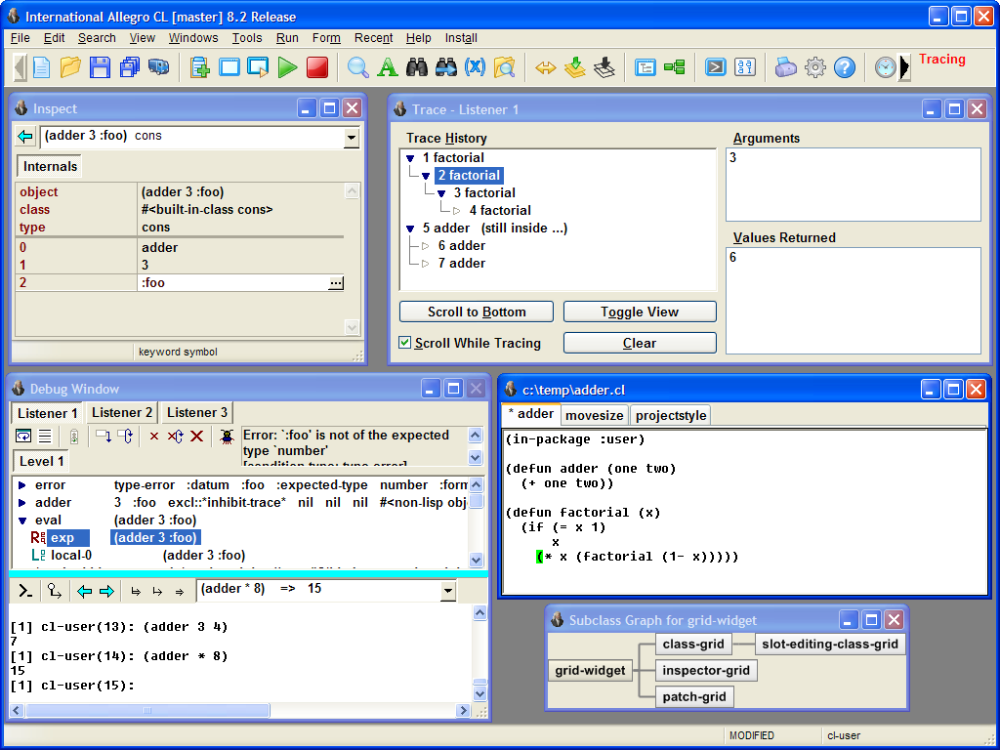 International Allegro CL [master] 8.2 Release
File Edit Search View Windows Tools Run Form Recent Help Install
Tracing
Inspect
(adder 3 :foo) cons
Internals
object (adder 3 :foo)
class #<built-in-class cons>
type cons
0 adder
1 3
2 :foo
keyword symbol
Trace - Listener 1
Trace History
1 factorial
2 factorial
3 factorial
4 factorial
5 adder (still inside ...)
6 adder
7 adder
Scroll to Bottom Toggle View
Scroll While Tracing Clear
Arguments
3
Values Returned
6
Debug Window
Listener 1 Listener 2 Listener 3
Error: `:foo' is not of the expected
type `number'
[condition type: type-error]
Level 1
error type-error :datum :foo :expected-type number :form
adder 3 :foo excl::*inhibit-trace* nil nil nil #<non-lisp obj
eval (adder 3 :foo)
exp (adder 3 :foo)
local-0 (adder 3 :foo)
(adder * 8) => 15
[1] cl-user(13): (adder 3 4)
7
[1] cl-user(14): (adder * 8)
15
[1] cl-user(15):
c:\temp\adder.cl
* adder movesize projectstyle
(in-package :user)
(defun adder (one two)
(+ one two))
(defun factorial (x)
(if (= x 1)
x
(* x (factorial (1- x)))))
Subclass Graph for grid-widget
class-grid slot-editing-class-grid
grid-widget inspector-grid
patch-grid
MODIFIED cl-user